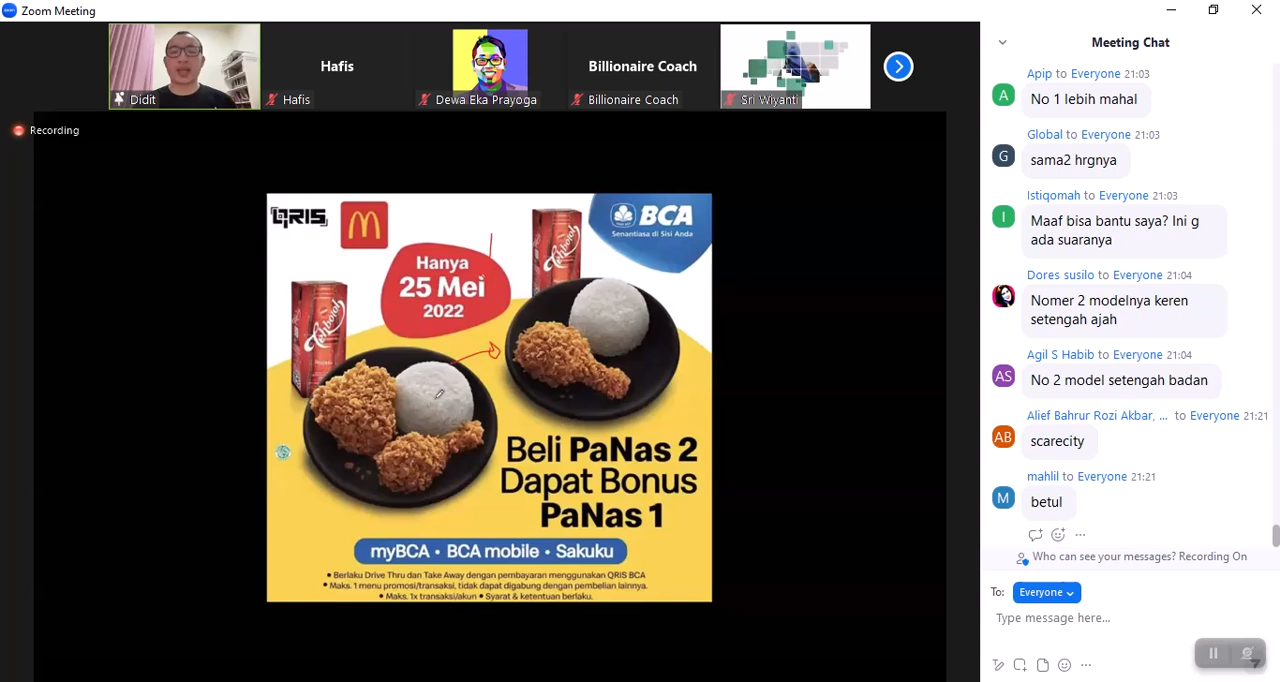 Zoom Meeting
Didit
Hafis
Hafis
Dewa Eka Prayoga
Billionaire Coach
Billionaire Coach
Sri Wiyanti
Recording
QRIS
BCA
Senantiasa di Sisi Anda
Hanya
25 Mei
2022
Beli PaNas 2
Dapat Bonus
PaNas 1
myBCA • BCA mobile • Sakuku
• Berlaku Drive Thru dan Take Away dengan pembayaran menggunakan QRIS BCA
• Maks. 1 menu promosi/transaksi, tidak dapat digabung dengan pembelian lainnya.
• Maks. 1x transaksi/akun • Syarat & ketentuan berlaku.
Meeting Chat
Apip to Everyone 21:03
A
No 1 lebih mahal
Global to Everyone 21:03
G
sama2 hrgnya
Istiqomah to Everyone 21:03
I
Maaf bisa bantu saya? Ini g
ada suaranya
Dores susilo to Everyone 21:04
Nomer 2 modelnya keren
setengah ajah
Agil S Habib to Everyone 21:04
AS
No 2 model setengah badan
Alief Bahrur Rozi Akbar, ... to Everyone 21:21
AB
scarecity
mahlil to Everyone 21:21
M
betul
Who can see your messages? Recording On
To: Everyone
Type message here...